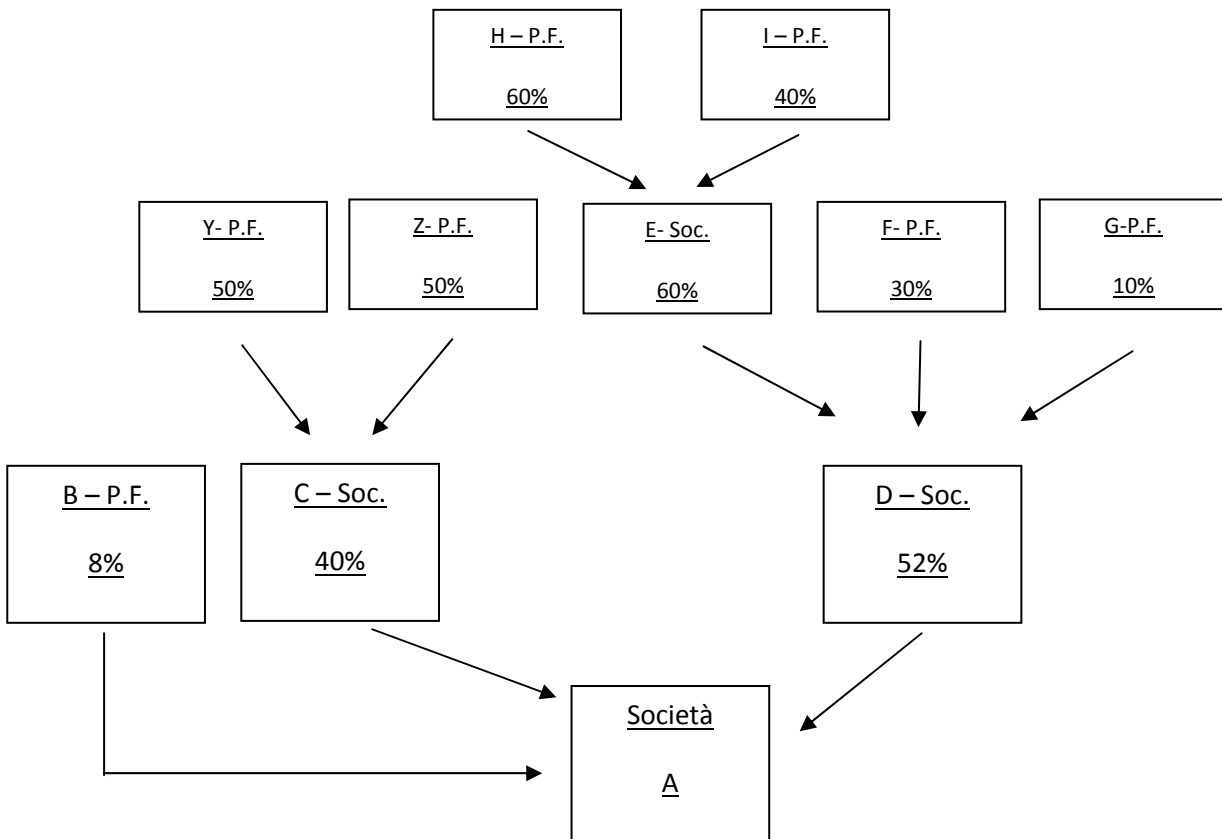 H – P.F.
60%
I – P.F.
40%
Y- P.F.
50%
Z- P.F.
50%
E- Soc.
60%
F- P.F.
30%
G-P.F.
10%
B – P.F.
8%
C – Soc.
40%
D – Soc.
52%
Società
A